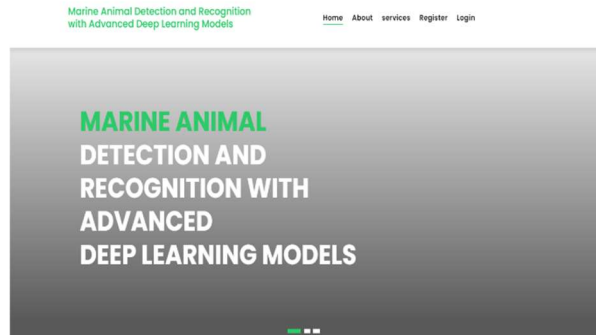 Marine Animal Detection and Recognition
with Advanced Deep Learning Models
Home About services Register Login
MARINE ANIMAL
DETECTION AND
RECOGNITION WITH
ADVANCED
DEEP LEARNING MODELS